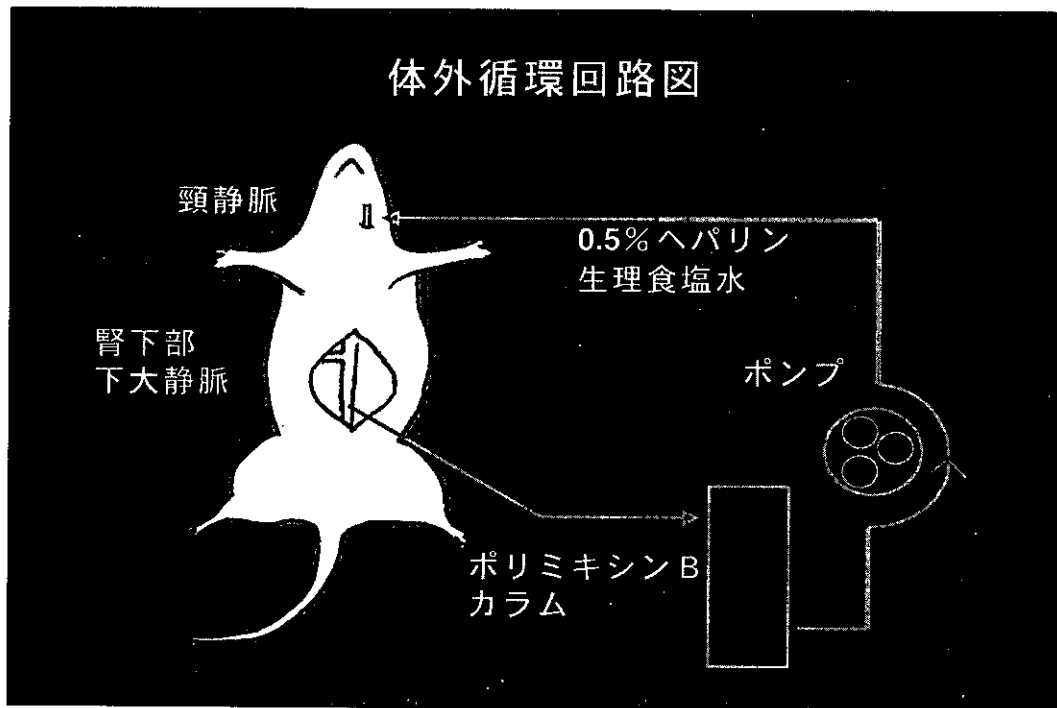 体外循環回路図
頸静脈
0.5%ヘパリン
生理食塩水
腎下部
下大静脈
ポンプ
ポリミキシンB
カラム